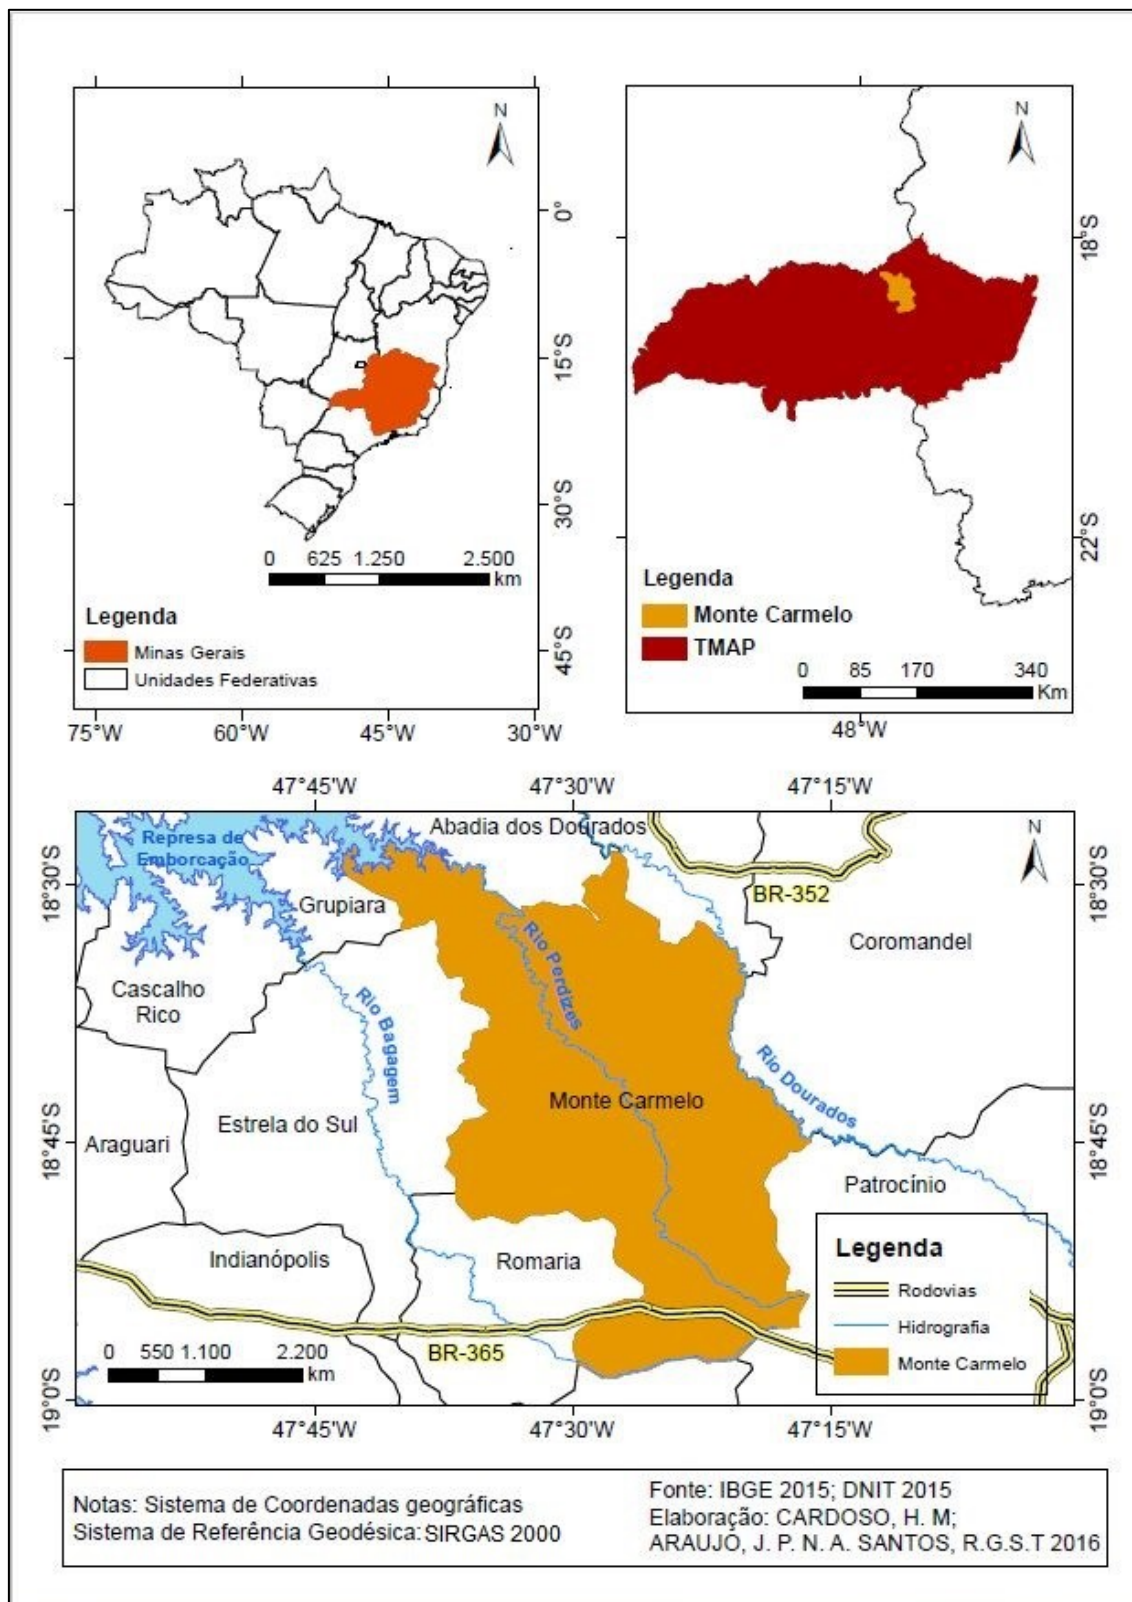 N
0°
15°S
30°S
45°S
0 625 1.250 2.500
km
Legenda
Minas Gerais
Unidades Federativas
75°W 60°W 45°W 30°W
N
18°S
22°S
Legenda
Monte Carmelo
TMAP
0 85 170 340
Km
48°W
47°45'W 47°30'W 47°15'W
N
Represa de
Emborcação
Abadia dos Dourados
18°30'S
18°30'S
BR-352
Grupiara
Coromandel
Cascalho
Rico
Rio Perdizes
Rio Bagagem
Rio Dourados
Monte Carmelo
Estrela do Sul
Araguari
18°45'S
18°45'S
Patrocínio
Indianópolis
Romaria
Legenda
Rodovias
Hidrografia
Monte Carmelo
BR-365
0 550 1.100 2.200
km
19°0'S
19°0'S
47°45'W 47°30'W 47°15'W
Notas: Sistema de Coordenadas geográficas
Sistema de Referência Geodésica: SIRGAS 2000
Fonte: IBGE 2015; DNIT 2015
Elaboração: CARDOSO, H. M;
ARAUJO, J. P. N. A. SANTOS, R.G.S.T 2016